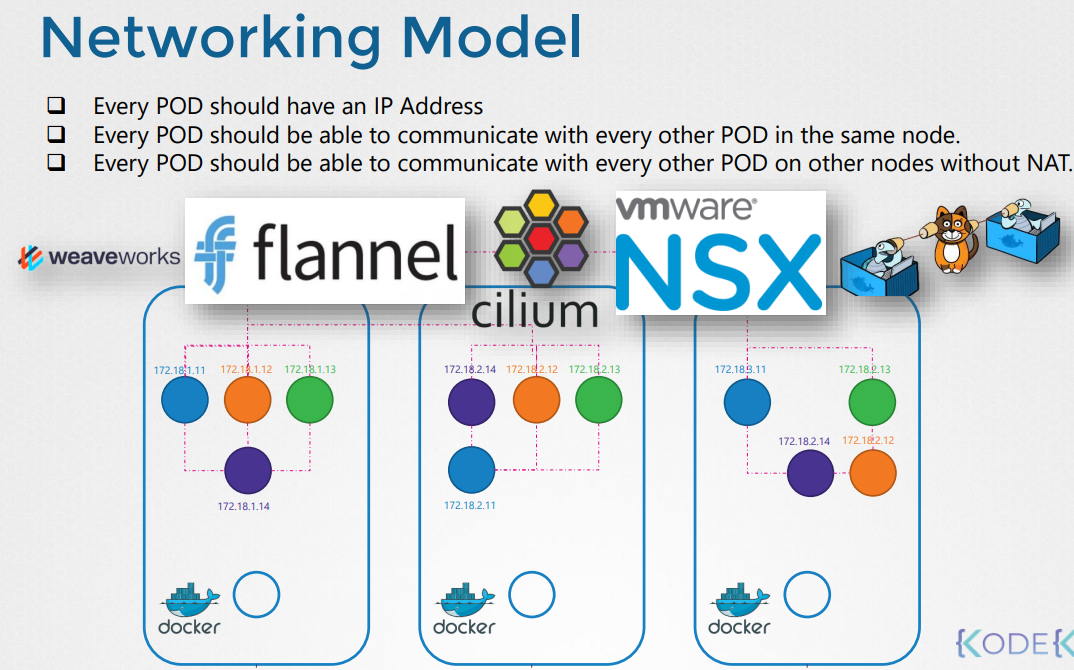 Networking Model
Every POD should have an IP Address
Every POD should be able to communicate with every other POD in the same node.
Every POD should be able to communicate with every other POD on other nodes without NAT.
weaveworks
flannel
cilium
vmware®
NSX
172.18.1.11 172.18.1.12 172.18.1.13
172.18.1.14
172.18.2.14 172.18.2.12 172.18.2.13
172.18.2.11
172.18.3.11 172.18.2.13
172.18.2.14 172.18.2.12
docker
docker
docker
{KODE{K